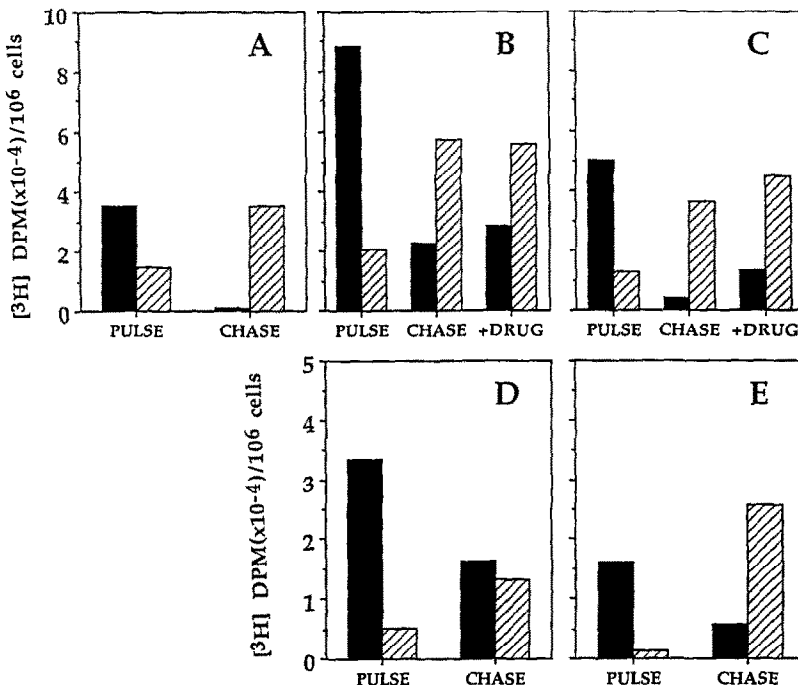 [³H] DPM(x10⁻⁴)/10⁶ cells
10
8
6
4
2
0
A
PULSE CHASE
B
PULSE CHASE +DRUG
C
PULSE CHASE +DRUG
[³H] DPM(x10⁻⁴)/10⁶ cells
5
4
3
2
1
0
D
PULSE CHASE
E
PULSE CHASE